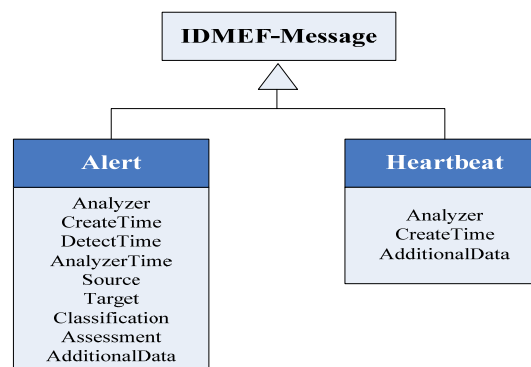 IDMEF-Message
Alert
Analyzer
CreateTime
DetectTime
AnalyzerTime
Source
Target
Classification
Assessment
AdditionalData
Heartbeat
Analyzer
CreateTime
AdditionalData